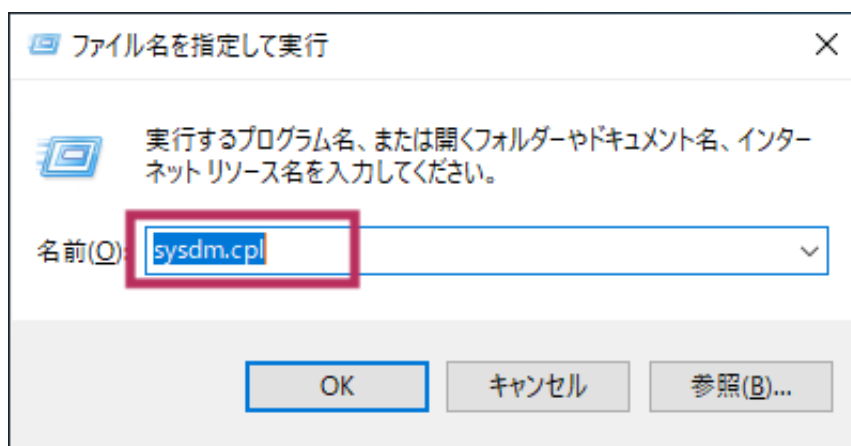 ファイル名を指定して実行
実行するプログラム名、または開くフォルダーやドキュメント名、インター
ネット リソース名を入力してください。
名前(O): sysdm.cpl
OK キャンセル 参照(B)...